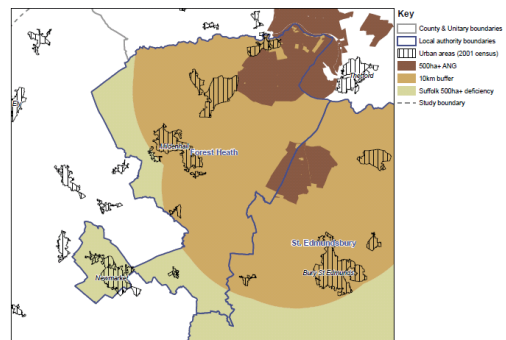 Key
County & Unitary boundaries
Local authority boundaries
Urban areas (2001 census)
500ha+ ANG
10km buffer
Suffolk 500ha+ deficiency
Study boundary
Thetford
Mildenhall
Forest Heath
St Edmundsbury
Bury St Edmunds
Newmarket